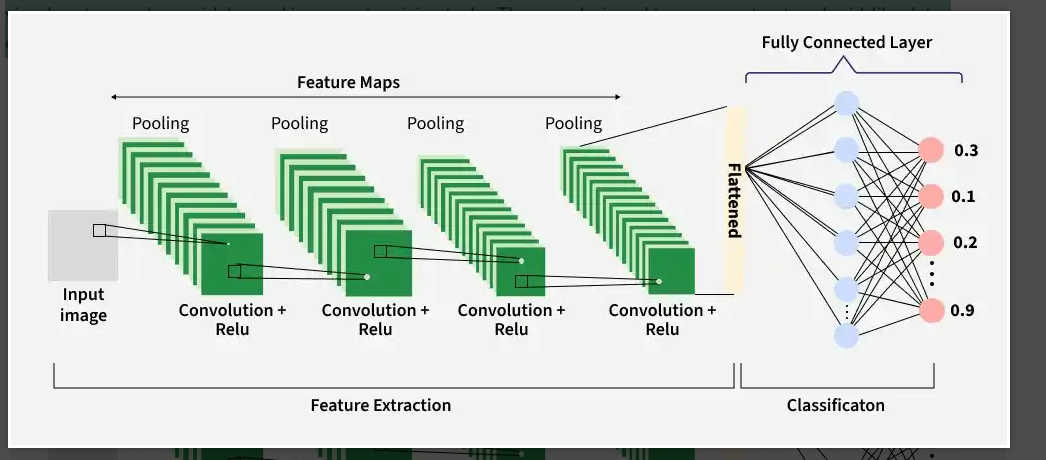 Fully Connected Layer
Feature Maps
Pooling
Pooling
Pooling
Pooling
Flattened
0.3
0.1
0.2
0.9
Input
image
Convolution +
Relu
Convolution +
Relu
Convolution +
Relu
Convolution +
Relu
Feature Extraction
Classificaton